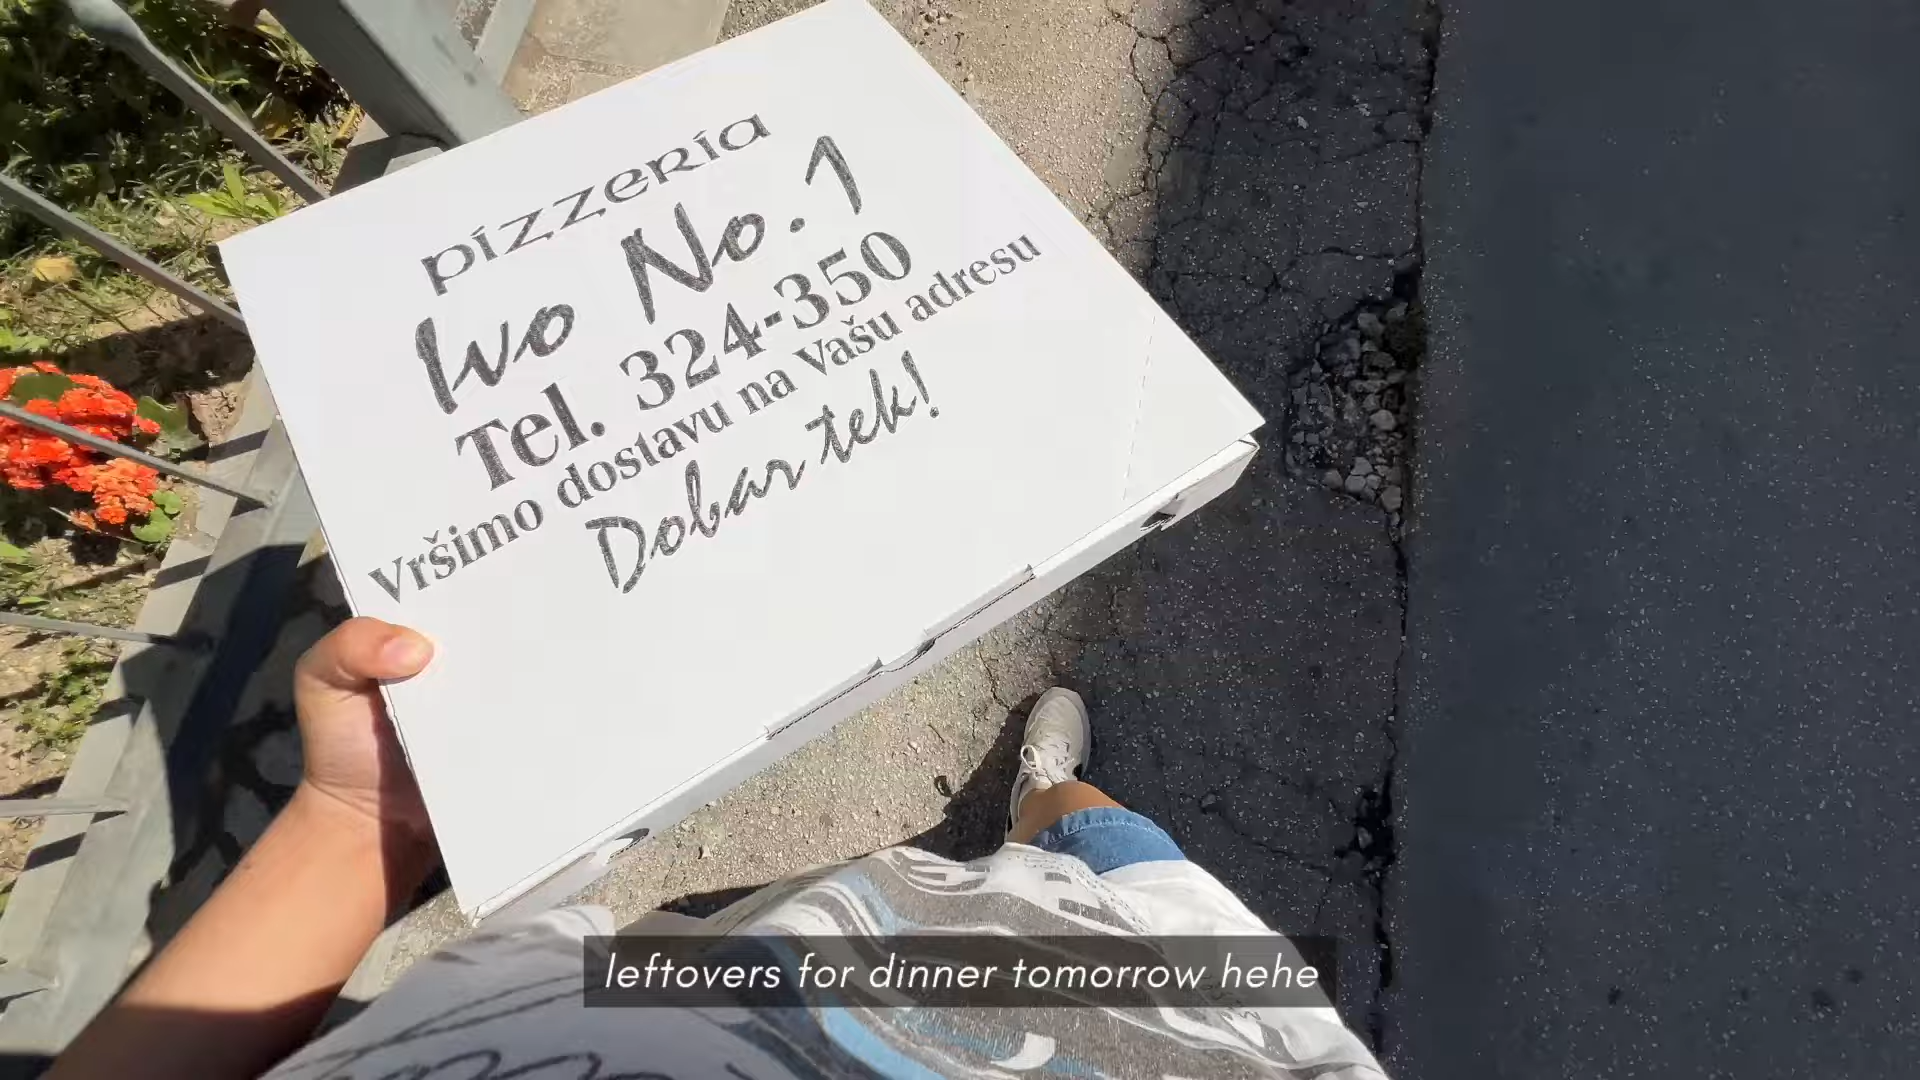 pizzeria
Ivo No. 1
Tel. 324-350
Vršimo dostavu na vašu adresu
Dobar tek!
leftovers for dinner tomorrow hehe